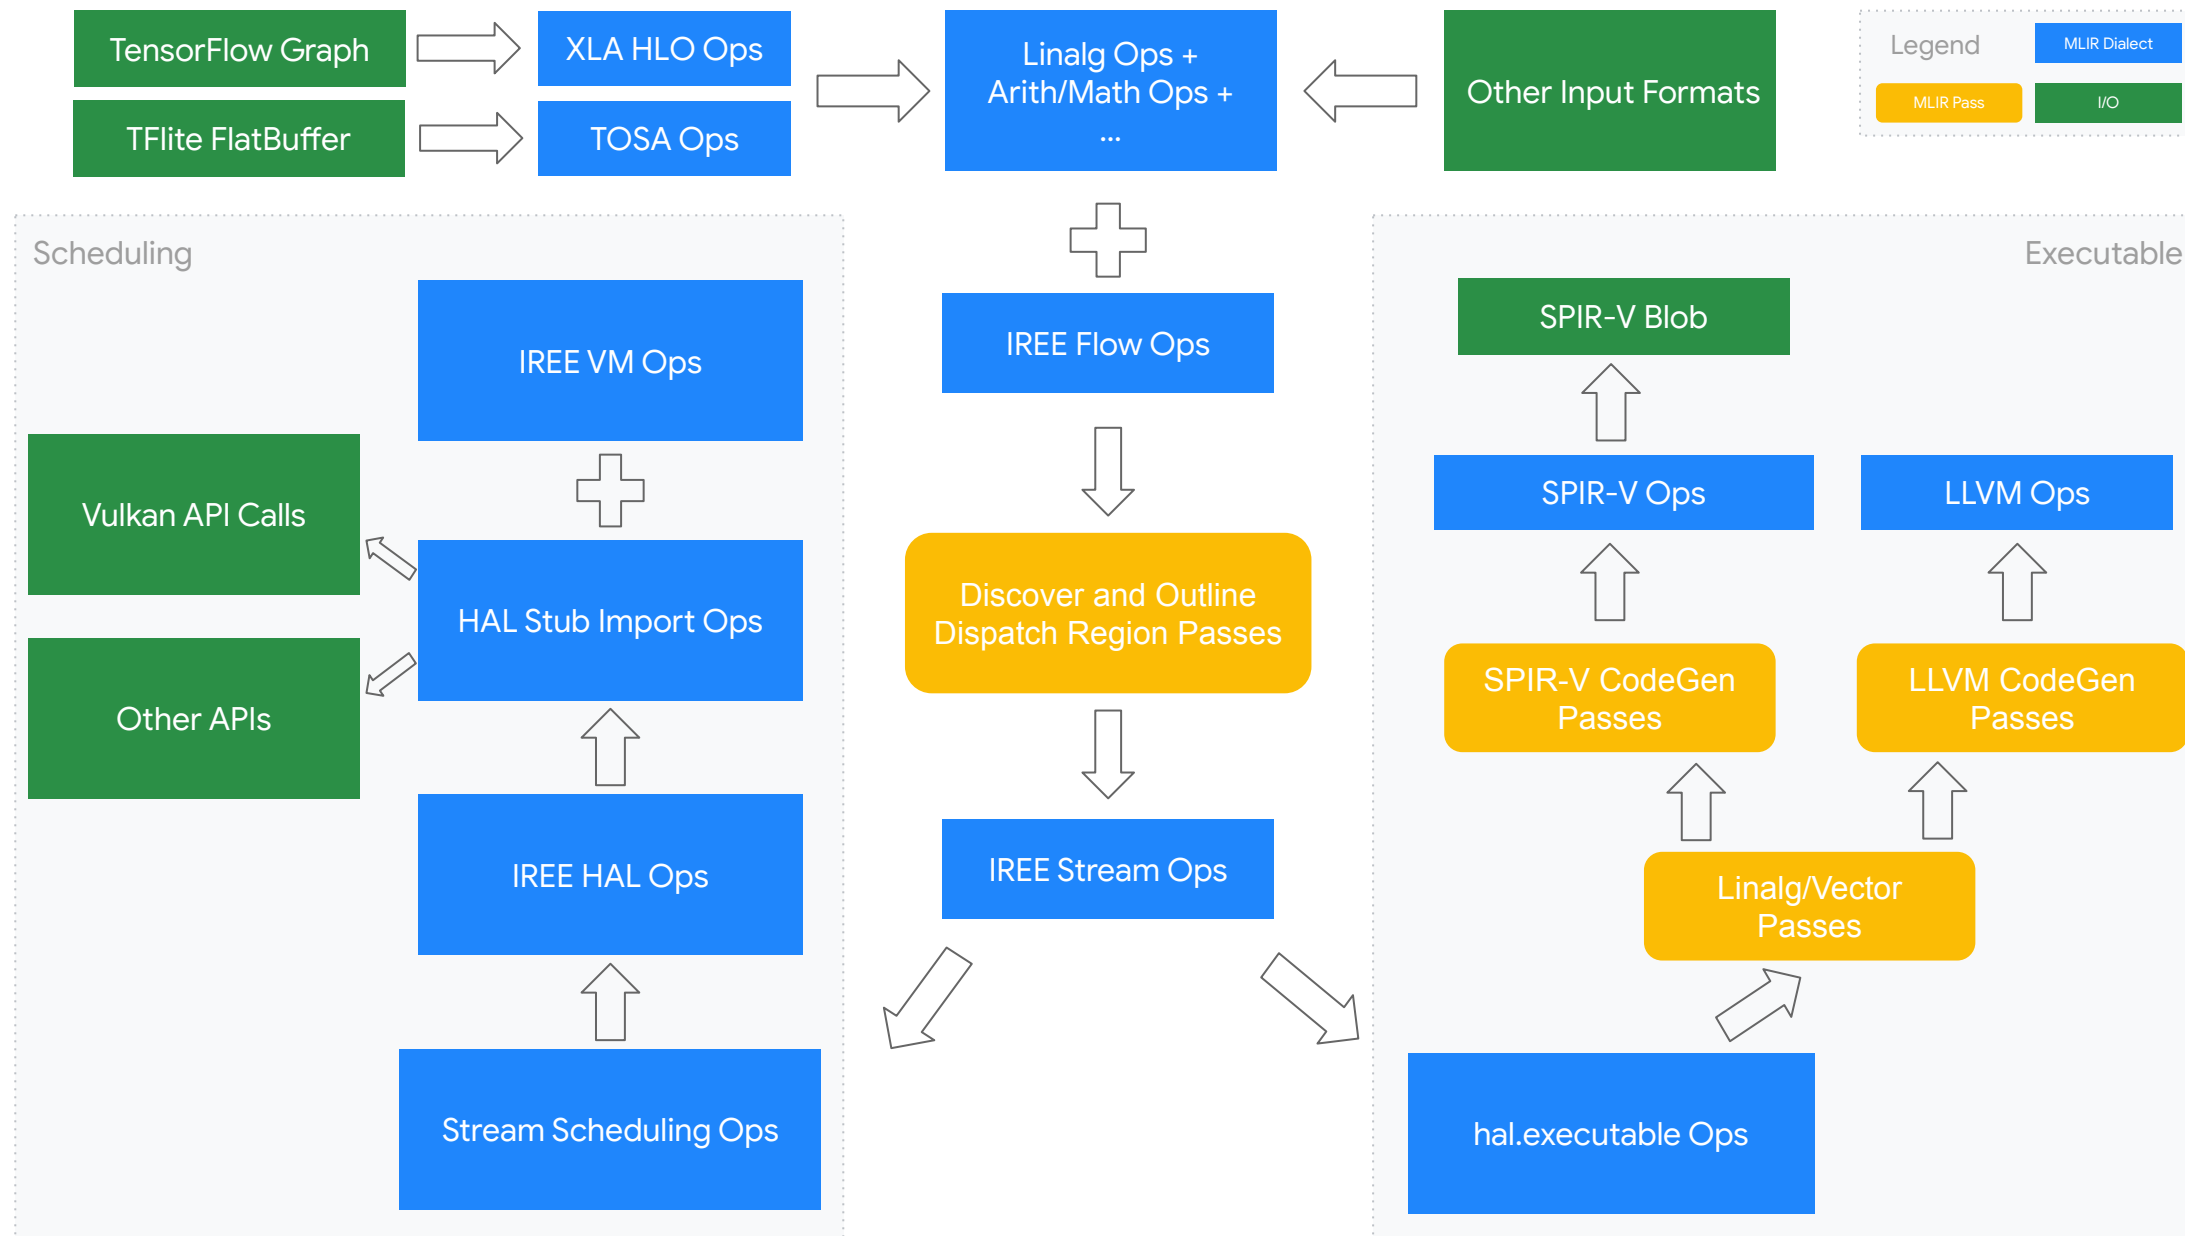 TensorFlow Graph
XLA HLO Ops
Linalg Ops +
Arith/Math Ops +
...
Other Input Formats
Legend
MLIR Dialect
MLIR Pass
I/O
TFlite FlatBuffer
TOSA Ops
Scheduling
IREE VM Ops
Vulkan API Calls
HAL Stub Import Ops
Other APIs
IREE HAL Ops
Stream Scheduling Ops
IREE Flow Ops
Discover and Outline
Dispatch Region Passes
IREE Stream Ops
Executable
SPIR-V Blob
SPIR-V Ops
LLVM Ops
SPIR-V CodeGen
Passes
LLVM CodeGen
Passes
Linalg/Vector
Passes
hal.executable Ops